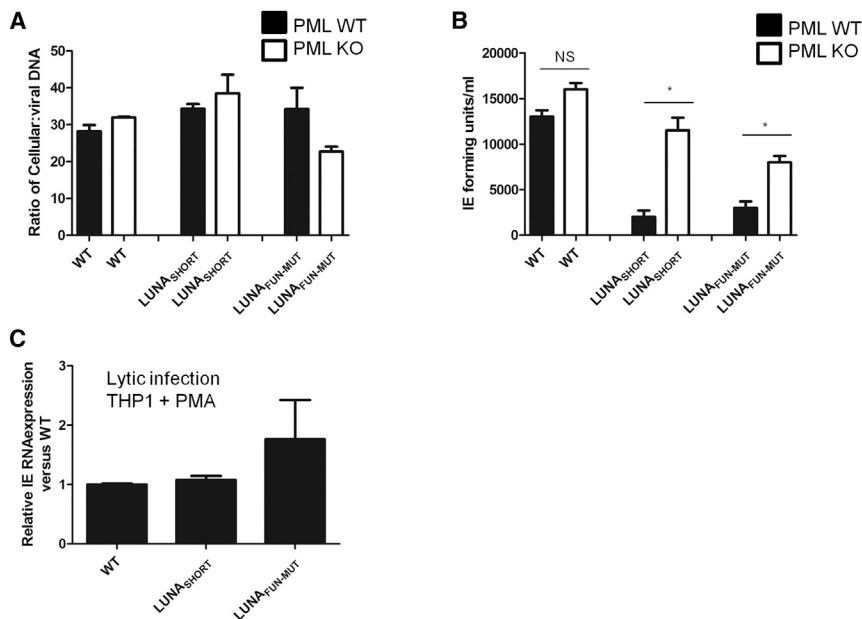 A
PML WT
PML KO
Ratio of Cellular:viral DNA
50
40
30
20
10
0
WT
WT
LUNASHORT
LUNASHORT
LUNAFUN-MUT
LUNAFUN-MUT
B
PML WT
PML KO
IE forming units/ml
20000
15000
10000
5000
0
NS
*
*
WT
WT
LUNASHORT
LUNASHORT
LUNAFUN-MUT
LUNAFUN-MUT
C
Relative IE RNAexpression
versus WT
3
2
1
0
Lytic infection
THP1 + PMA
WT
LUNASHORT
LUNAFUN-MUT